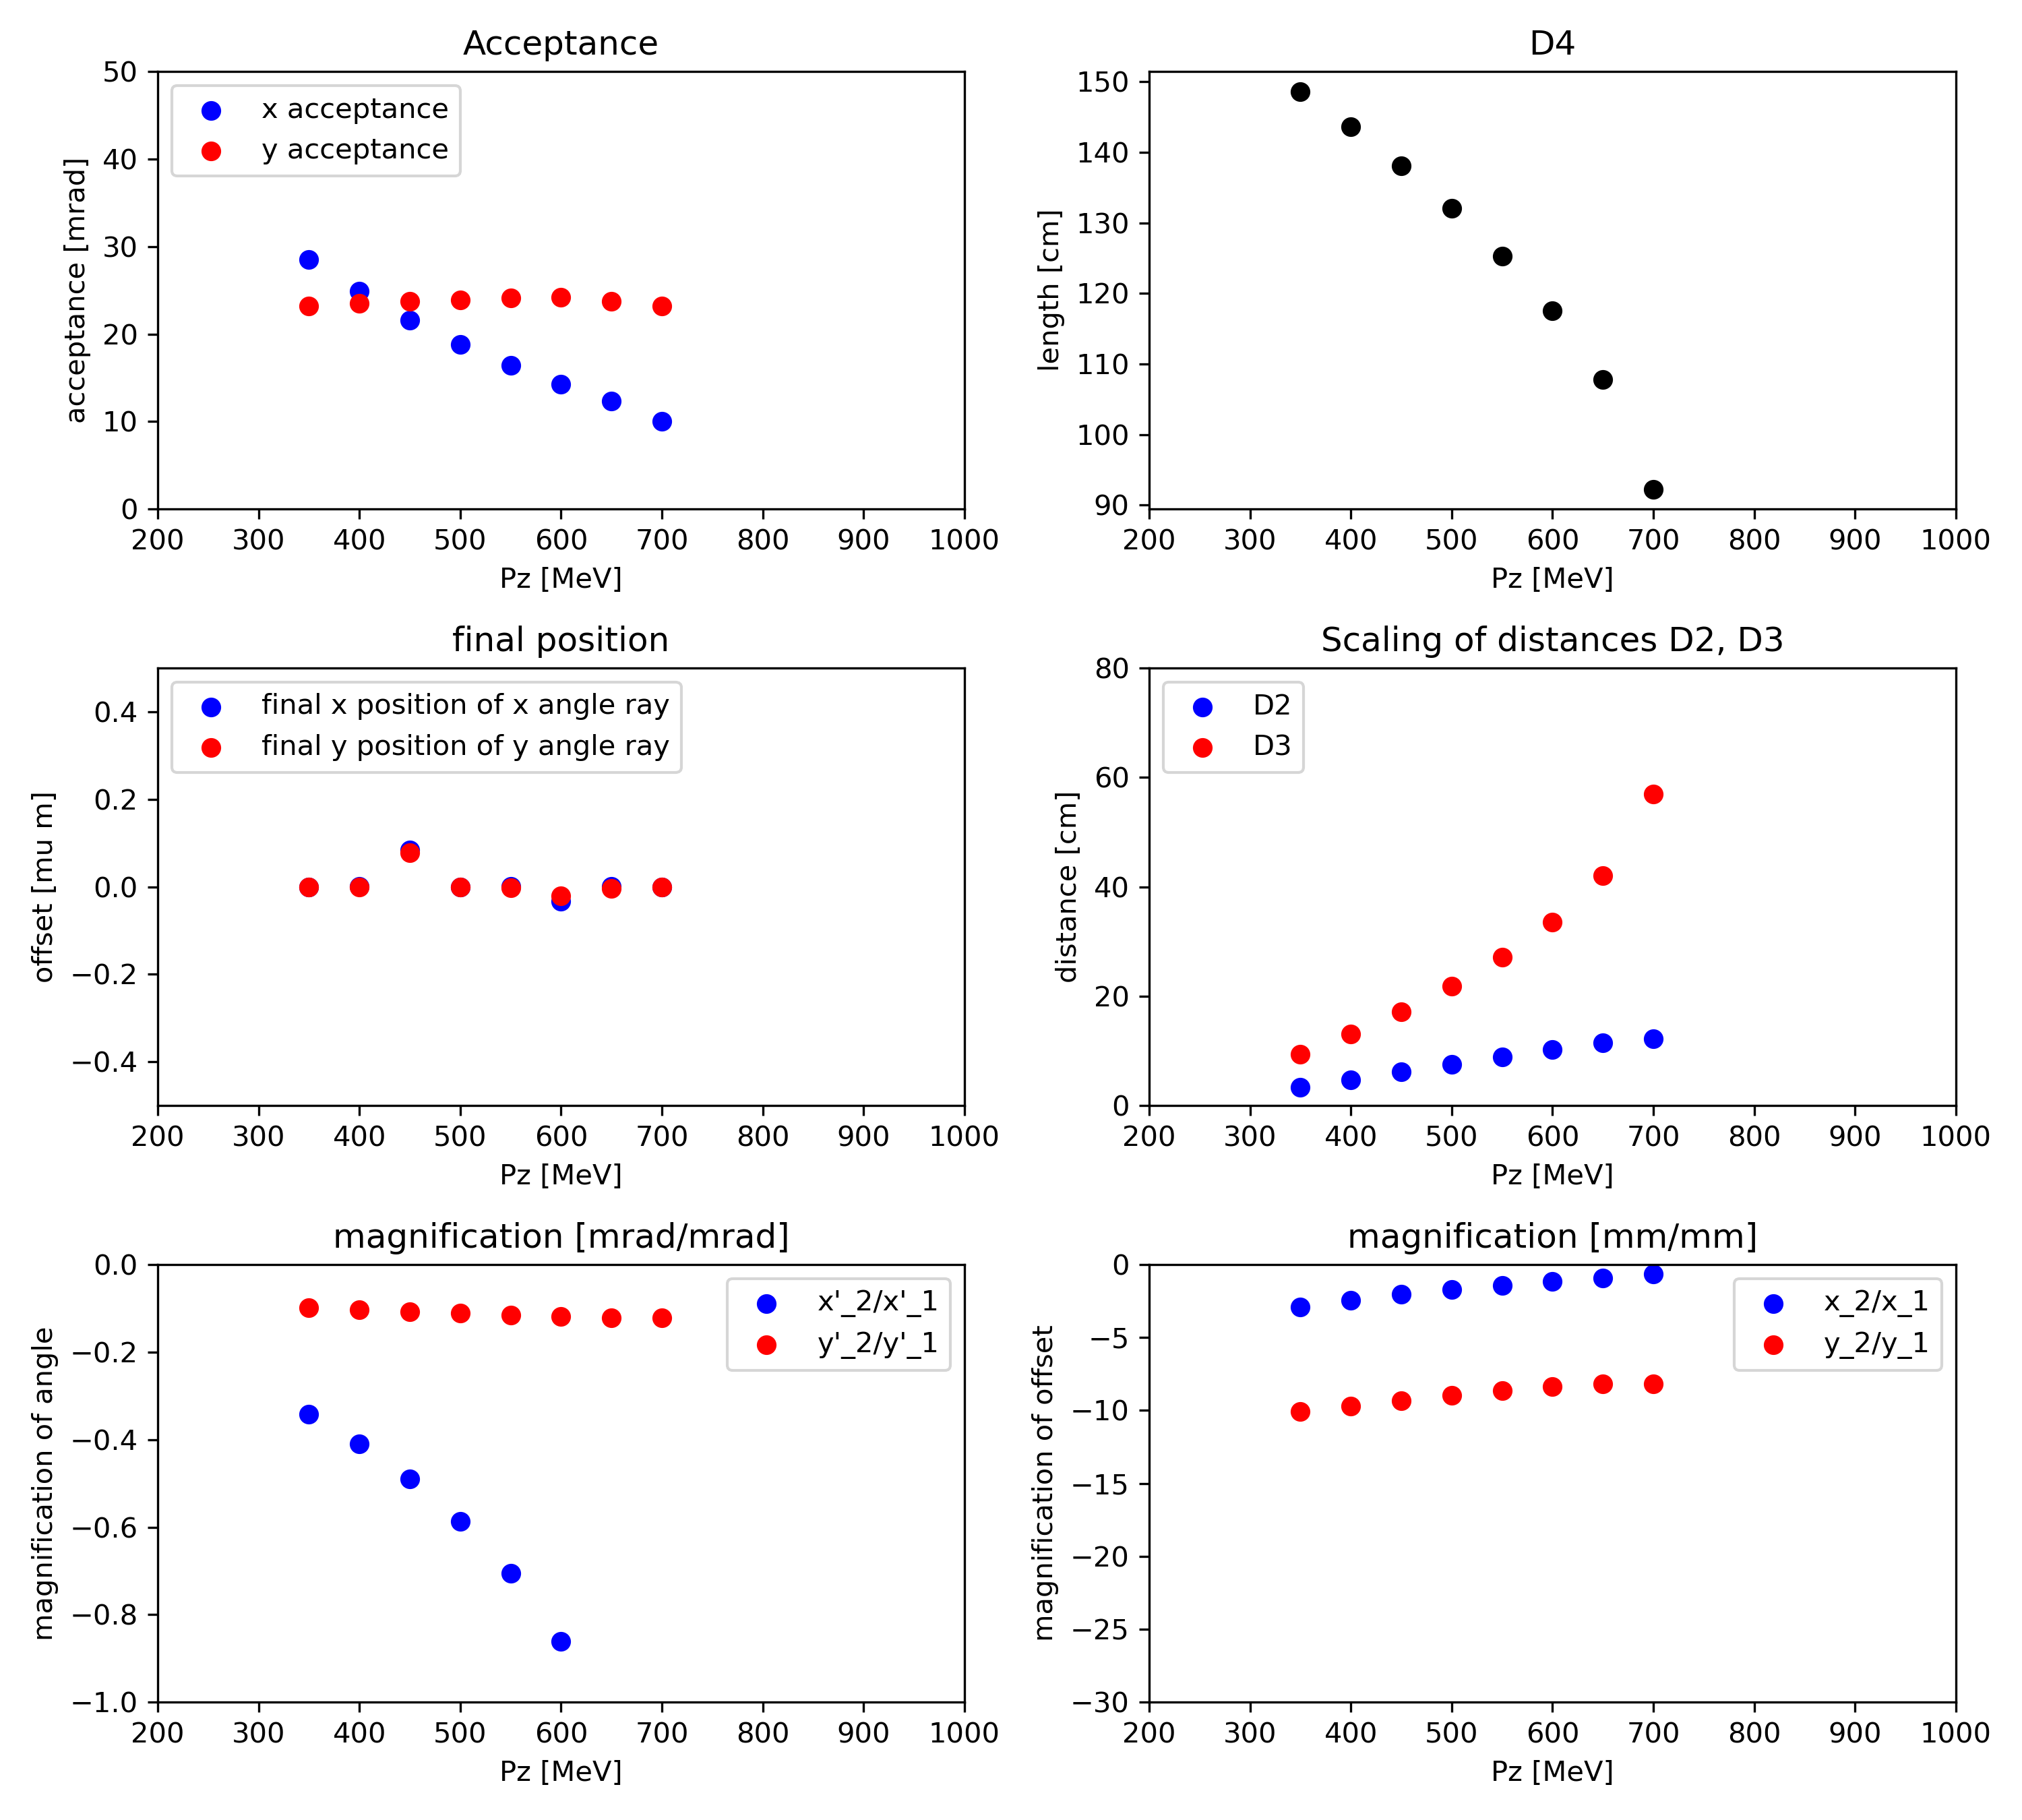 Acceptance
50
40
30
20
10
0
acceptance [mrad]
x acceptance
y acceptance
200 300 400 500 600 700 800 900 1000
Pz [MeV]
D4
150
140
130
120
110
100
90
length [cm]
200 300 400 500 600 700 800 900 1000
Pz [MeV]
final position
0.4
0.2
0.0
−0.2
−0.4
offset [mu m]
final x position of x angle ray
final y position of y angle ray
200 300 400 500 600 700 800 900 1000
Pz [MeV]
Scaling of distances D2, D3
80
60
40
20
0
distance [cm]
D2
D3
200 300 400 500 600 700 800 900 1000
Pz [MeV]
magnification [mrad/mrad]
0.0
−0.2
−0.4
−0.6
−0.8
−1.0
magnification of angle
x'_2/x'_1
y'_2/y'_1
200 300 400 500 600 700 800 900 1000
Pz [MeV]
magnification [mm/mm]
0
−5
−10
−15
−20
−25
−30
magnification of offset
x_2/x_1
y_2/y_1
200 300 400 500 600 700 800 900 1000
Pz [MeV]